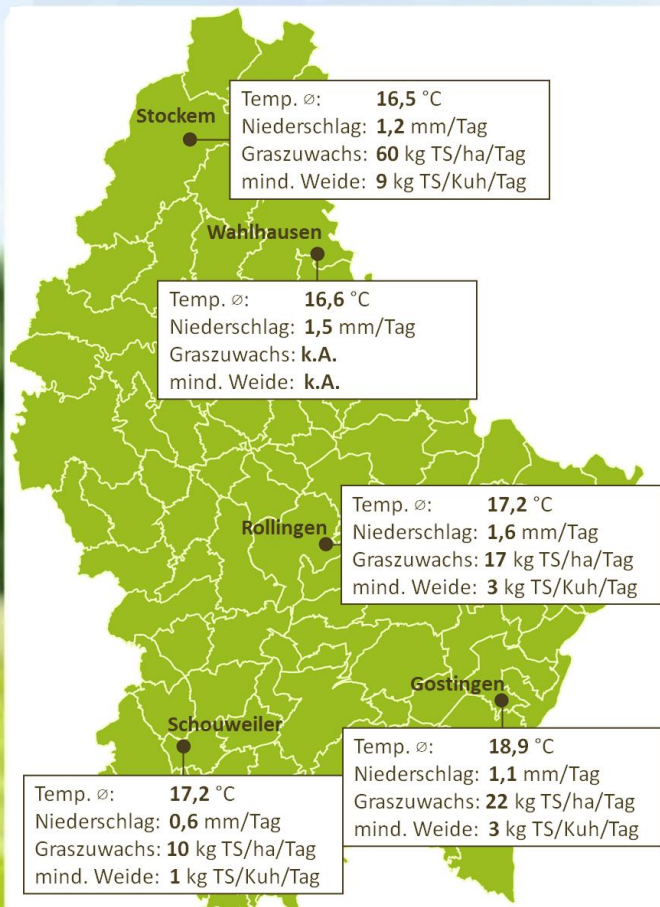 Stockem
Temp. ⌀: 16,5 °C
Niederschlag: 1,2 mm/Tag
Graszuwachs: 60 kg TS/ha/Tag
mind. Weide: 9 kg TS/Kuh/Tag
Wahlhausen
Temp. ⌀: 16,6 °C
Niederschlag: 1,5 mm/Tag
Graszuwachs: k.A.
mind. Weide: k.A.
Rollingen
Temp. ⌀: 17,2 °C
Niederschlag: 1,6 mm/Tag
Graszuwachs: 17 kg TS/ha/Tag
mind. Weide: 3 kg TS/Kuh/Tag
Gostingen
Temp. ⌀: 18,9 °C
Niederschlag: 1,1 mm/Tag
Graszuwachs: 22 kg TS/ha/Tag
mind. Weide: 3 kg TS/Kuh/Tag
Schouweiler
Temp. ⌀: 17,2 °C
Niederschlag: 0,6 mm/Tag
Graszuwachs: 10 kg TS/ha/Tag
mind. Weide: 1 kg TS/Kuh/Tag